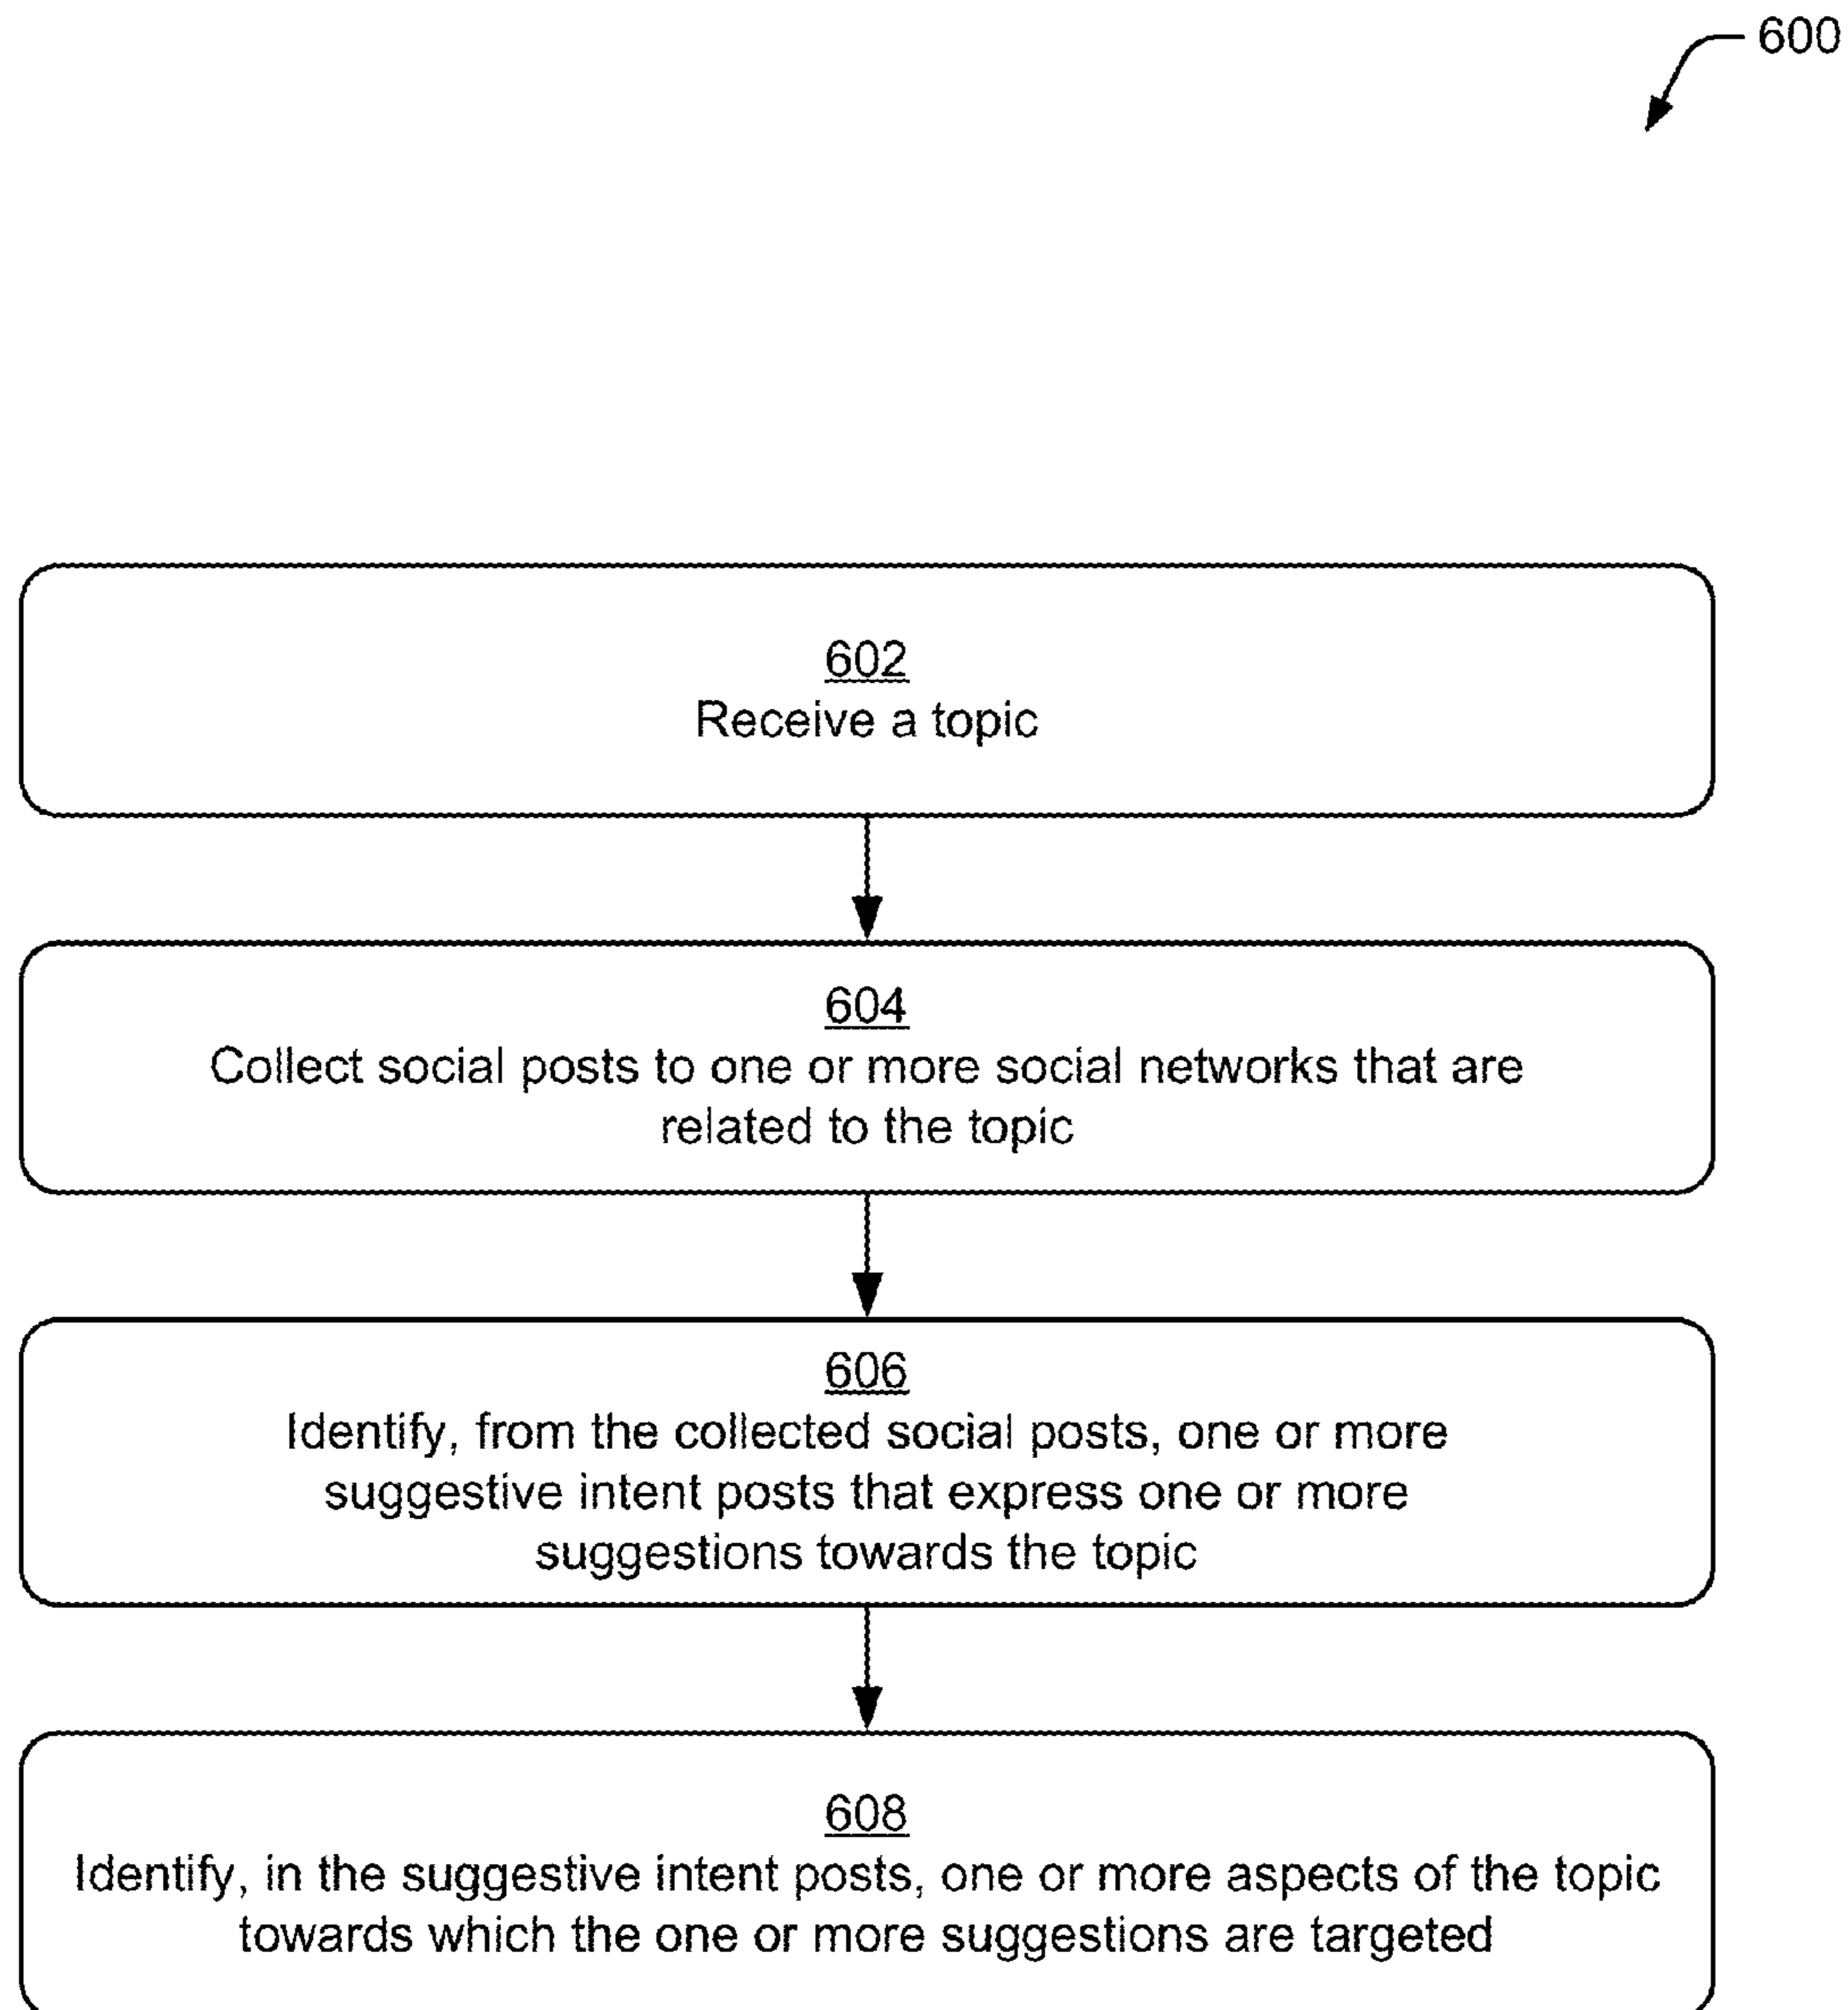 600
602
Receive a topic
604
Collect social posts to one or more social networks that are
related to the topic
606
Identify, from the collected social posts, one or more
suggestive intent posts that express one or more
suggestions towards the topic
608
Identify, in the suggestive intent posts, one or more aspects of the topic
towards which the one or more suggestions are targeted